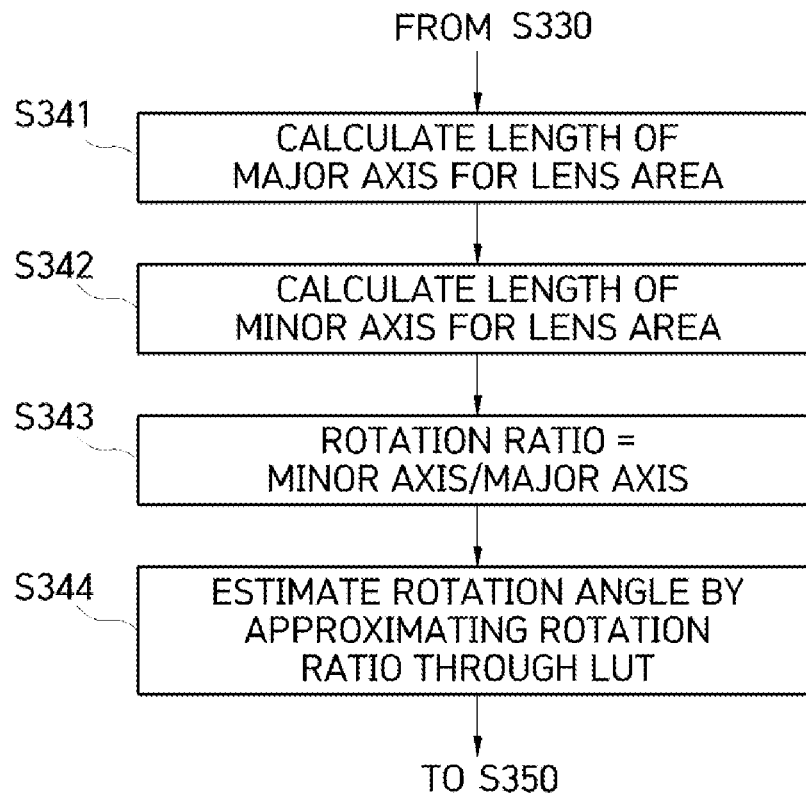 FROM S330
S341
CALCULATE LENGTH OF
MAJOR AXIS FOR LENS AREA
S342
CALCULATE LENGTH OF
MINOR AXIS FOR LENS AREA
S343
ROTATION RATIO =
MINOR AXIS/MAJOR AXIS
S344
ESTIMATE ROTATION ANGLE BY
APPROXIMATING ROTATION
RATIO THROUGH LUT
TO S350